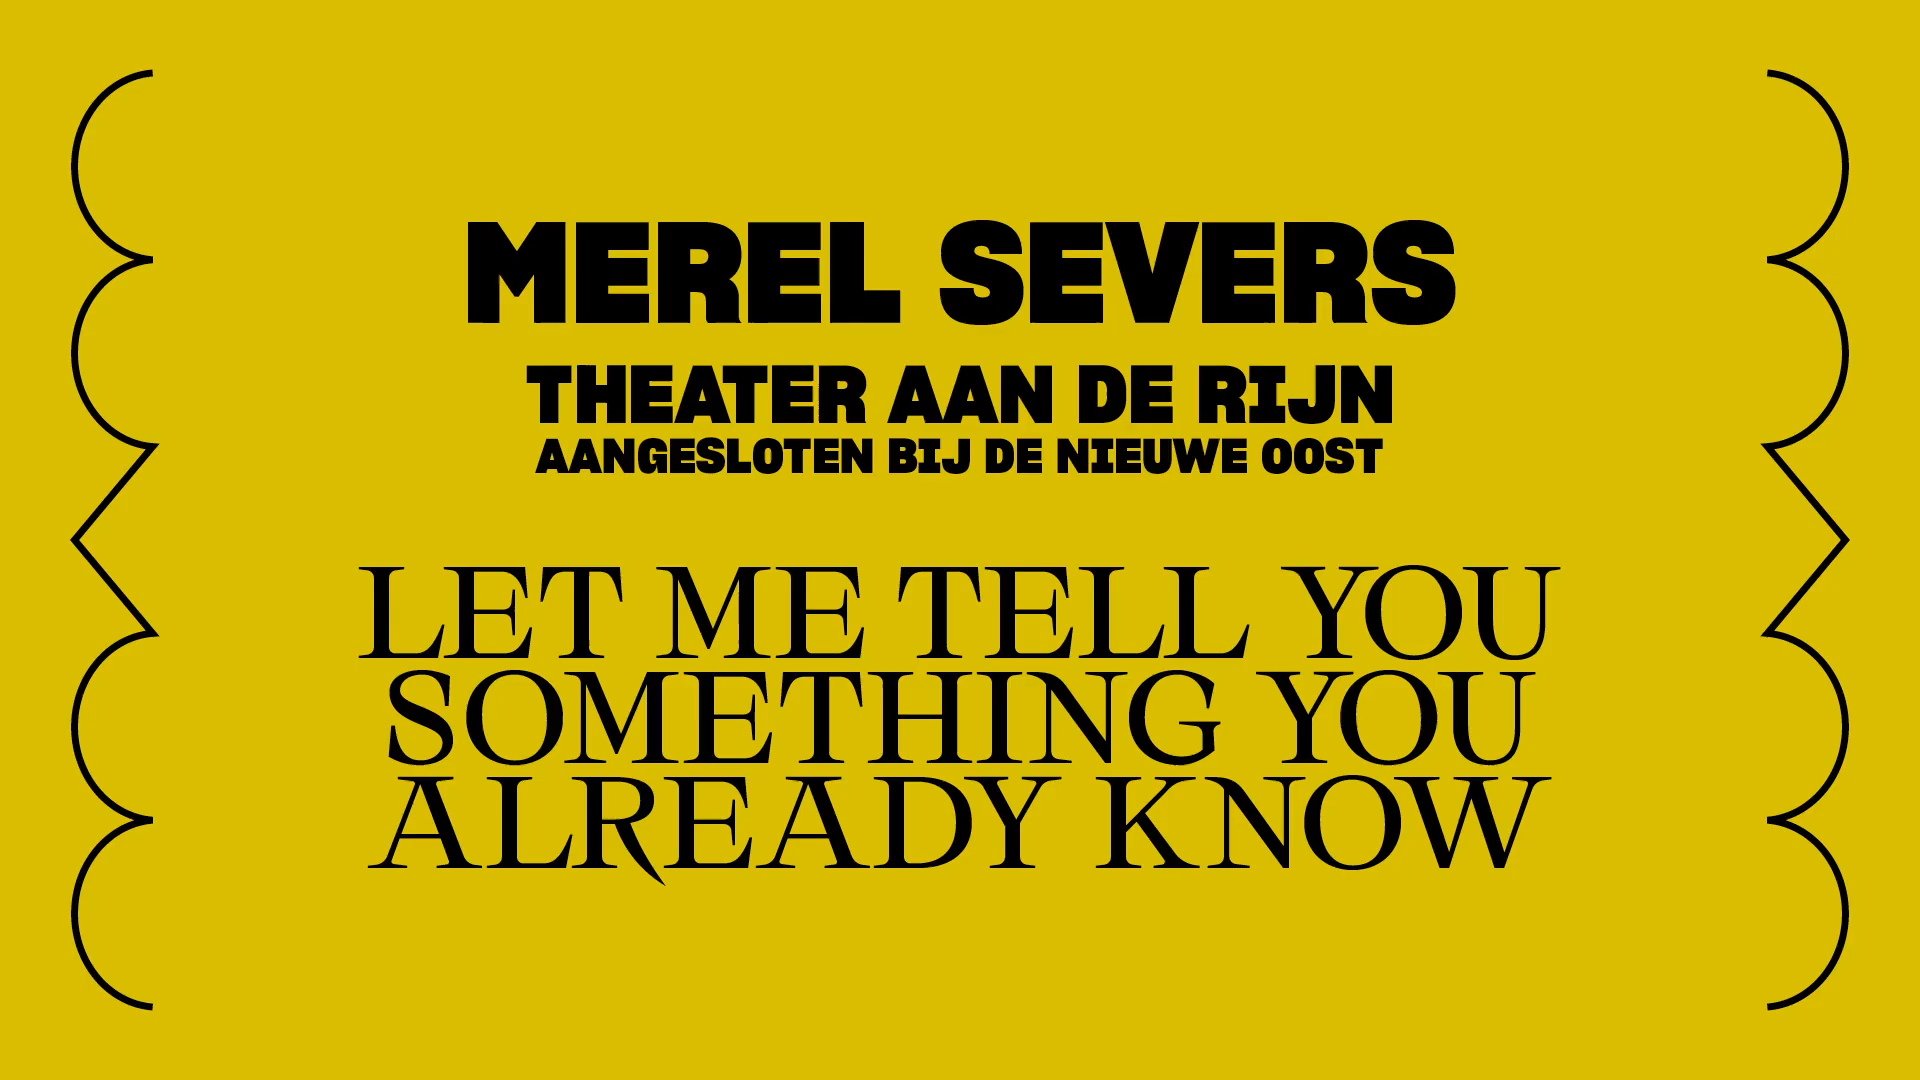 MEREL SEVERS
THEATER AAN DE RIJN
AANGESLOTEN BIJ DE NIEUWE OOST
LET ME TELL YOU
SOMETHING YOU
ALREADY KNOW